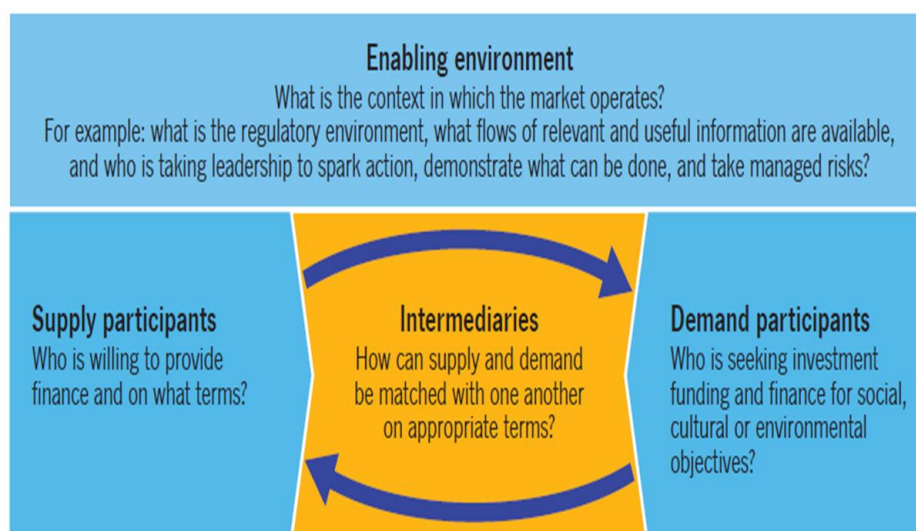 Enabling environment
What is the context in which the market operates?
For example: what is the regulatory environment, what flows of relevant and useful information are available,
and who is taking leadership to spark action, demonstrate what can be done, and take managed risks?
Supply participants
Who is willing to provide
finance and on what terms?
Intermediaries
How can supply and demand
be matched with one another
on appropriate terms?
Demand participants
Who is seeking investment
funding and finance for social,
cultural or environmental
objectives?